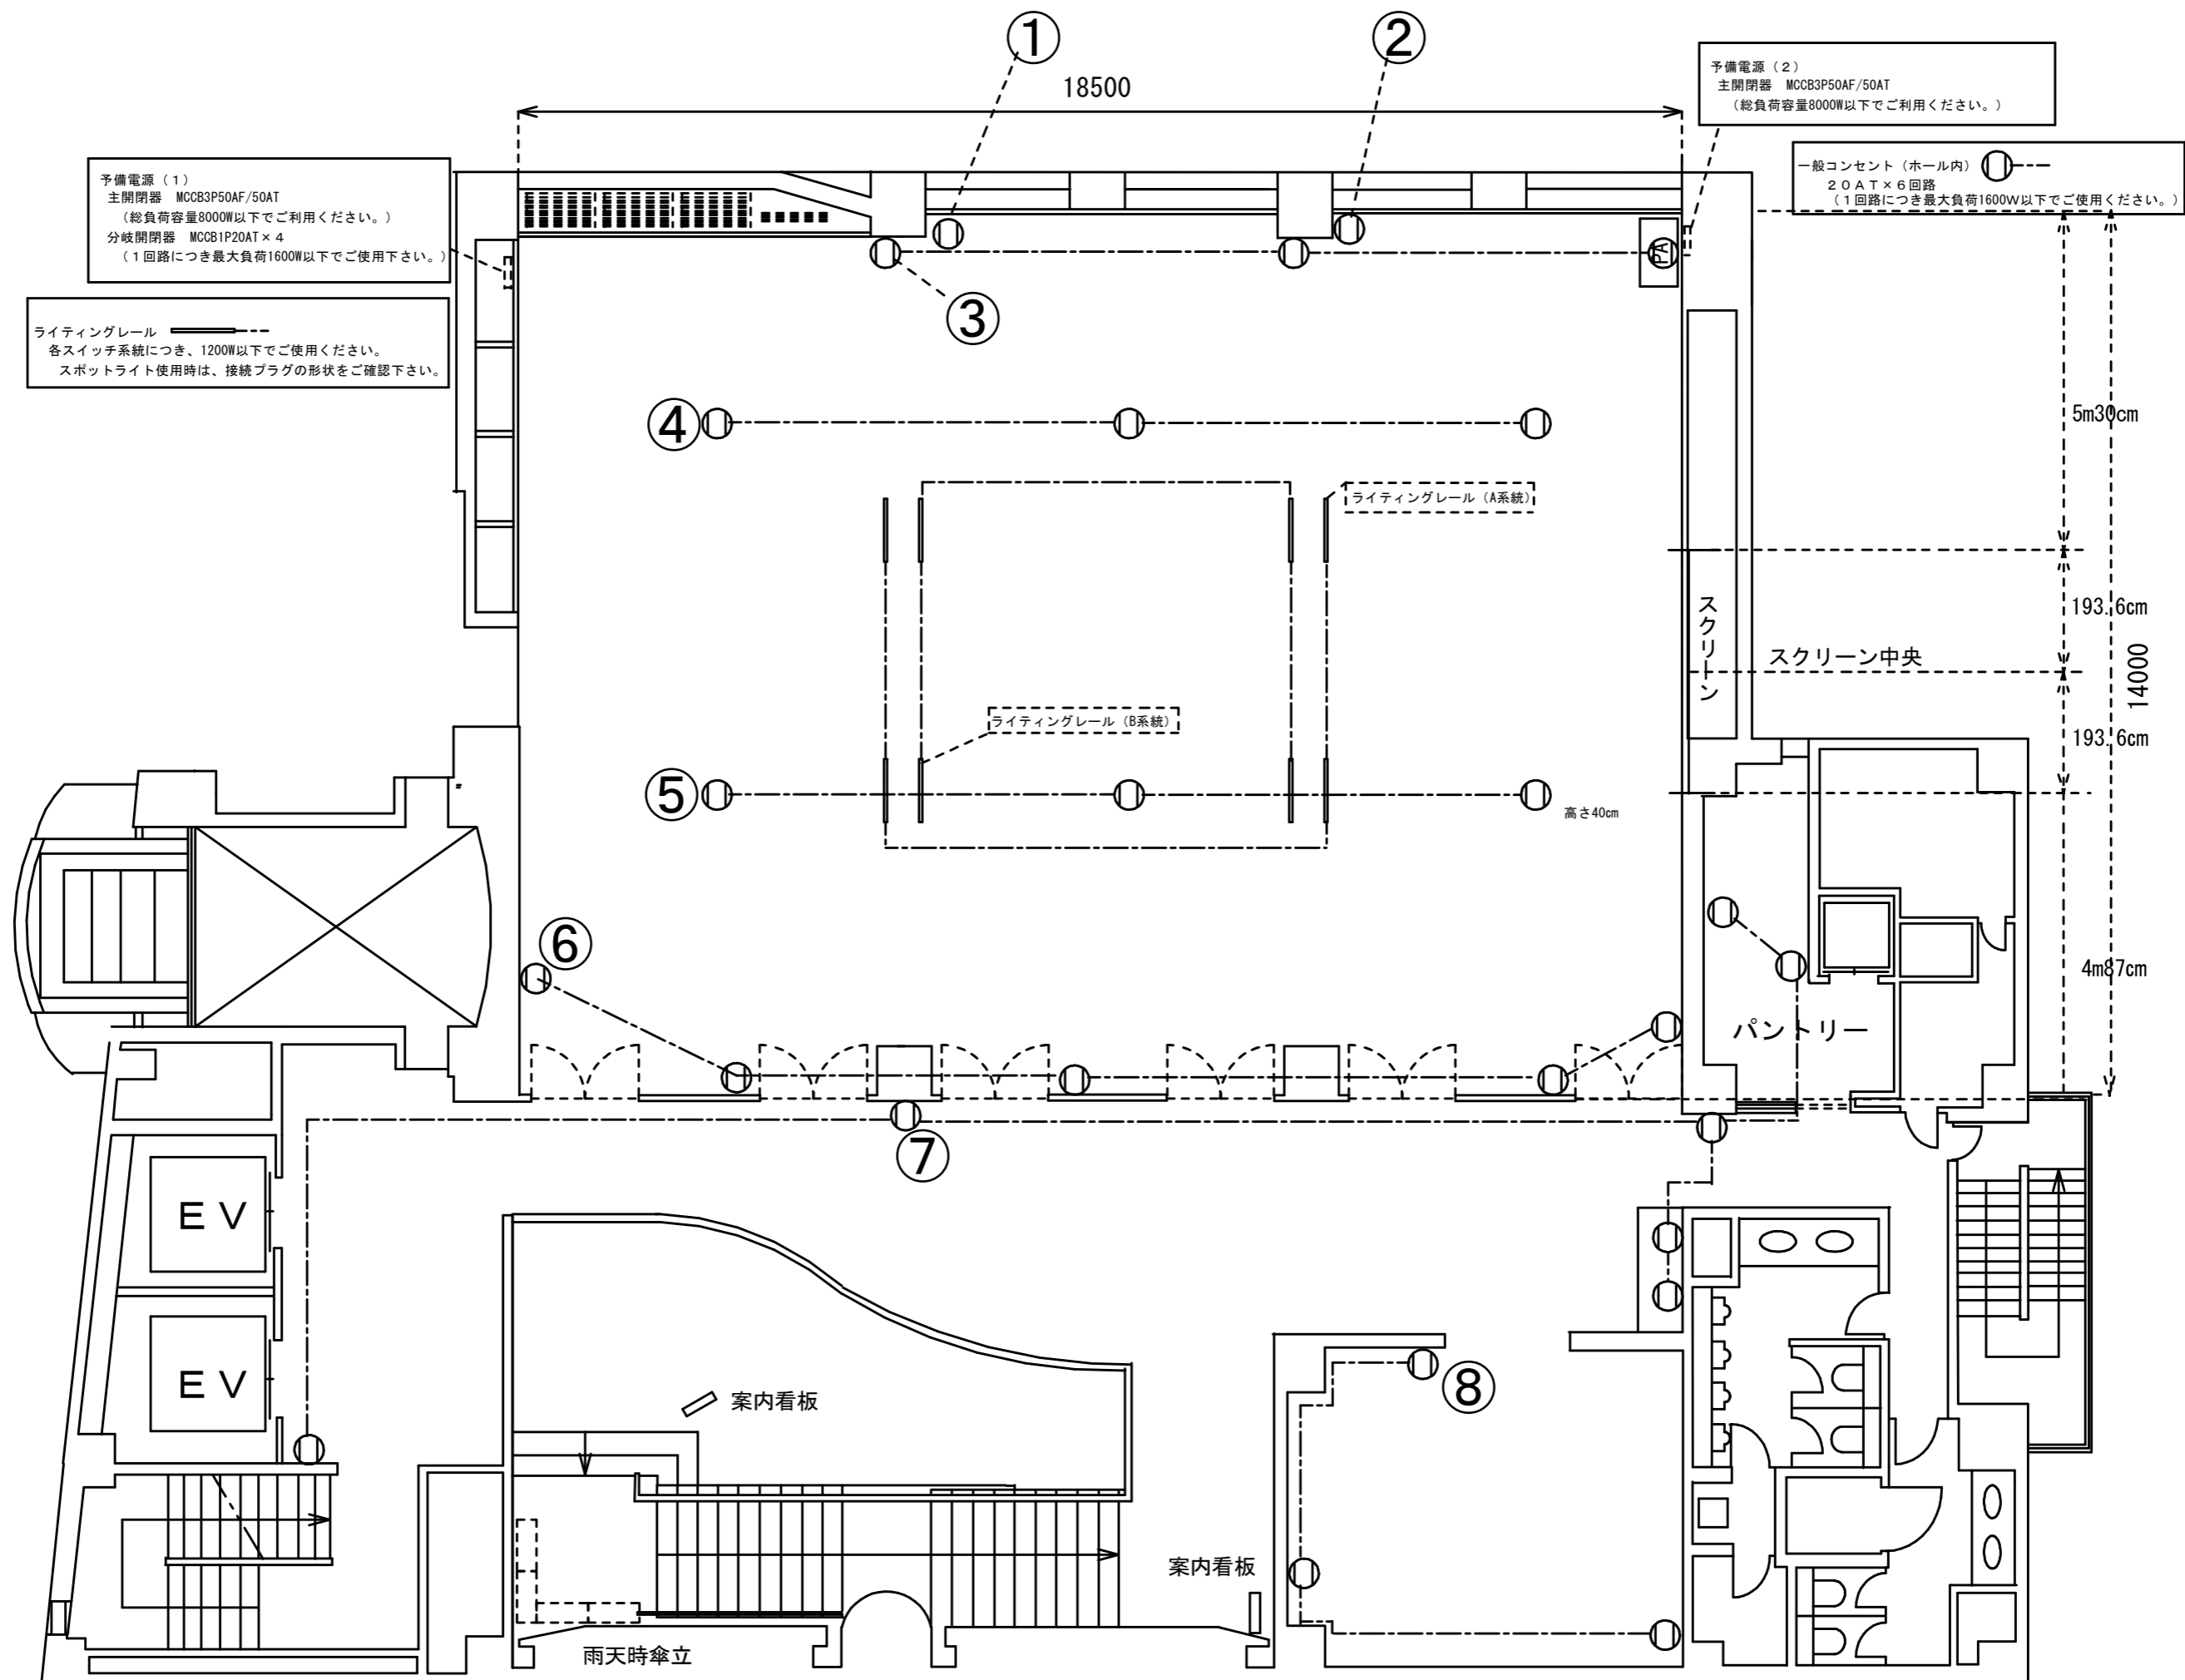 ①
②
18500
予備電源（２）
主開閉器 MCCB3P50AF/50AT
（総負荷容量8000W以下でご利用ください。）
予備電源（１）
主開閉器 MCCB3P50AF/50AT
（総負荷容量8000W以下でご利用ください。）
分岐開閉器 MCCB1P20AT×４
（１回路につき最大負荷1600W以下でご使用下さい。）
一般コンセント（ホール内）
２０ＡＴ×６回路
（１回路につき最大負荷1600W以下でご使用ください。）
PA
③
ライティングレール
各スイッチ系統につき、1200W以下でご使用ください。
スポットライト使用時は、接続プラグの形状をご確認下さい。
④
5m30cm
ライティングレール（A系統）
スクリーン
193.6cm
スクリーン中央
14000
ライティングレール（B系統）
193.6cm
⑤
高さ40cm
⑥
4m87cm
パントリー
⑦
ＥＶ
ＥＶ
⑧
案内看板
案内看板
雨天時傘立